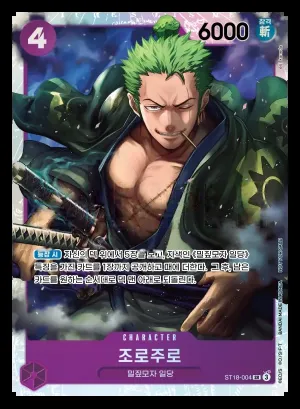 4
6000
참격
斬
등장 시 자신의 덱 위에서 5장을 보고, 자색인 《밀짚모자 일당》
특징을 가진 카드를 1장까지 공개하고 패에 더한다. 그 후, 남은
카드를 원하는 순서대로 덱 맨 아래로 되돌린다.
CHARACTER
조로주로
밀짚모자 일당
ST18-004
3